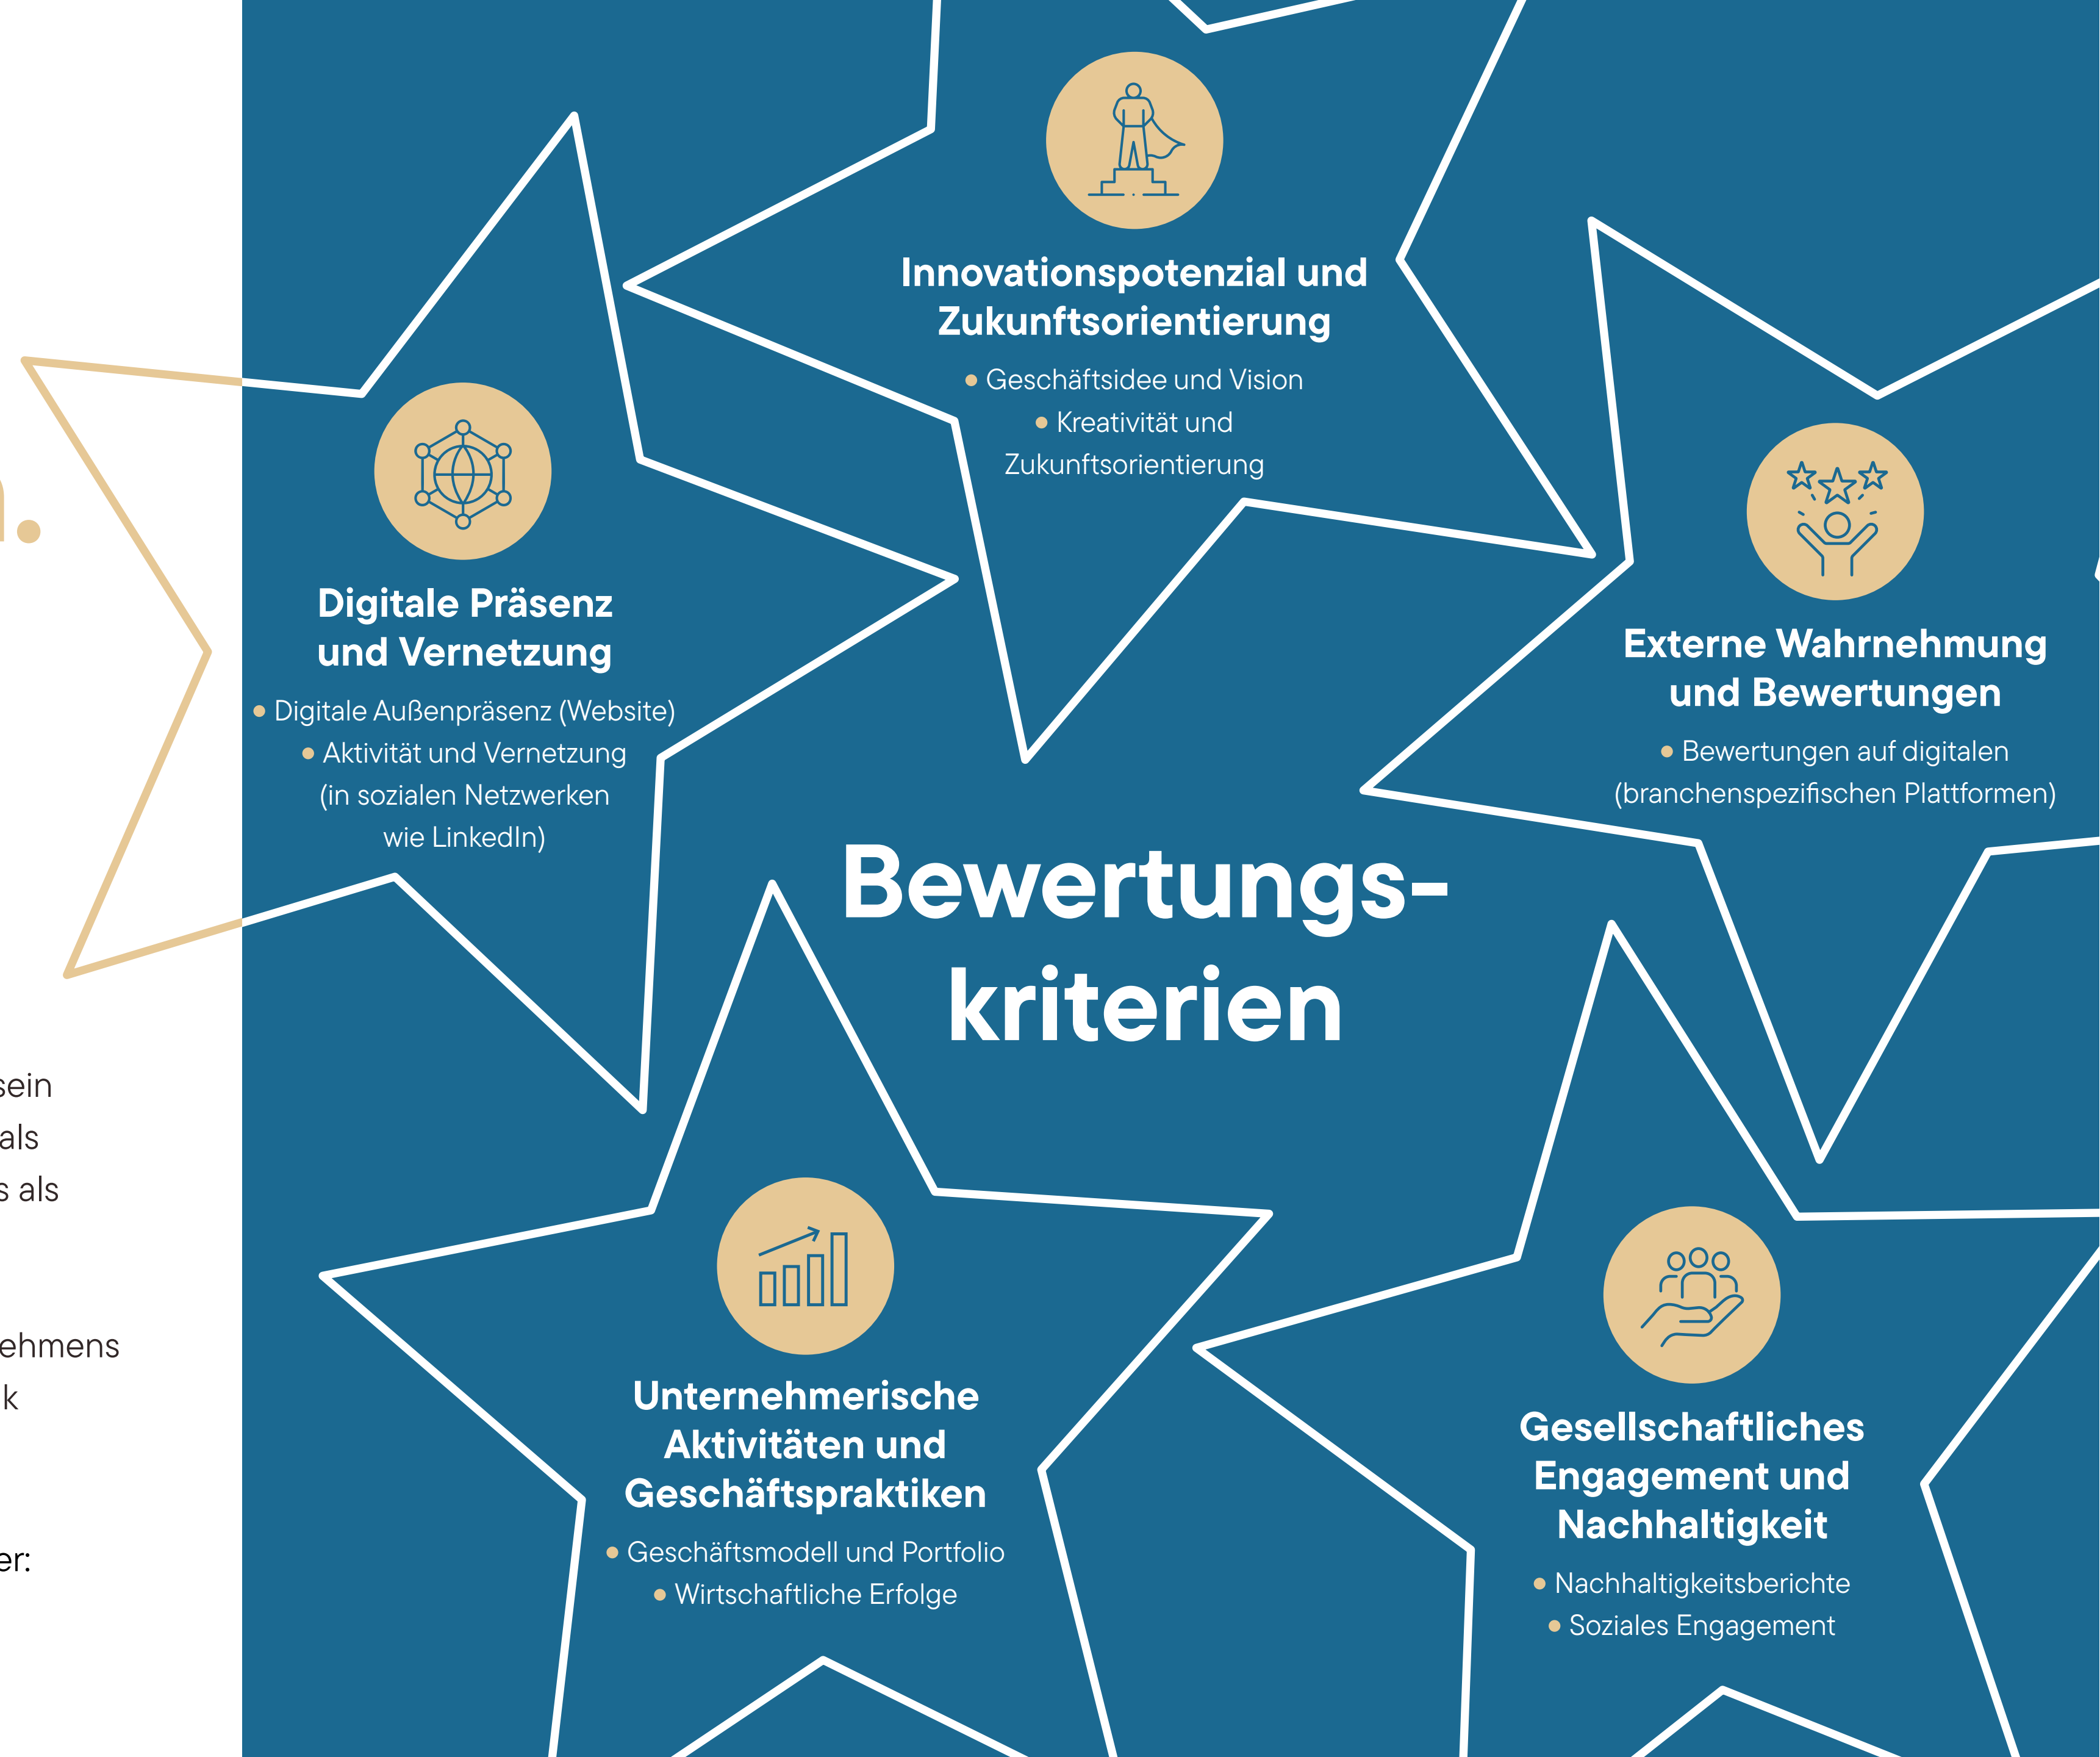 sein
als
als
k
Innovationspotenzial und
Zukunftsorientierung
• Geschäftsidee und Vision
• Kreativität und
Zukunftsorientierung
Digitale Präsenz
und Vernetzung
• Digitale Außenpräsenz (Website)
• Aktivität und Vernetzung
(in sozialen Netzwerken
wie LinkedIn)
Externe Wahrnehmung
und Bewertungen
• Bewertungen auf digitalen
(branchenspezifischen Plattformen)
Bewertungs-
kriterien
Unternehmerische
Aktivitäten und
Geschäftspraktiken
• Geschäftsmodell und Portfolio
• Wirtschaftliche Erfolge
Gesellschaftliches
Engagement und
Nachhaltigkeit
• Nachhaltigkeitsberichte
• Soziales Engagement